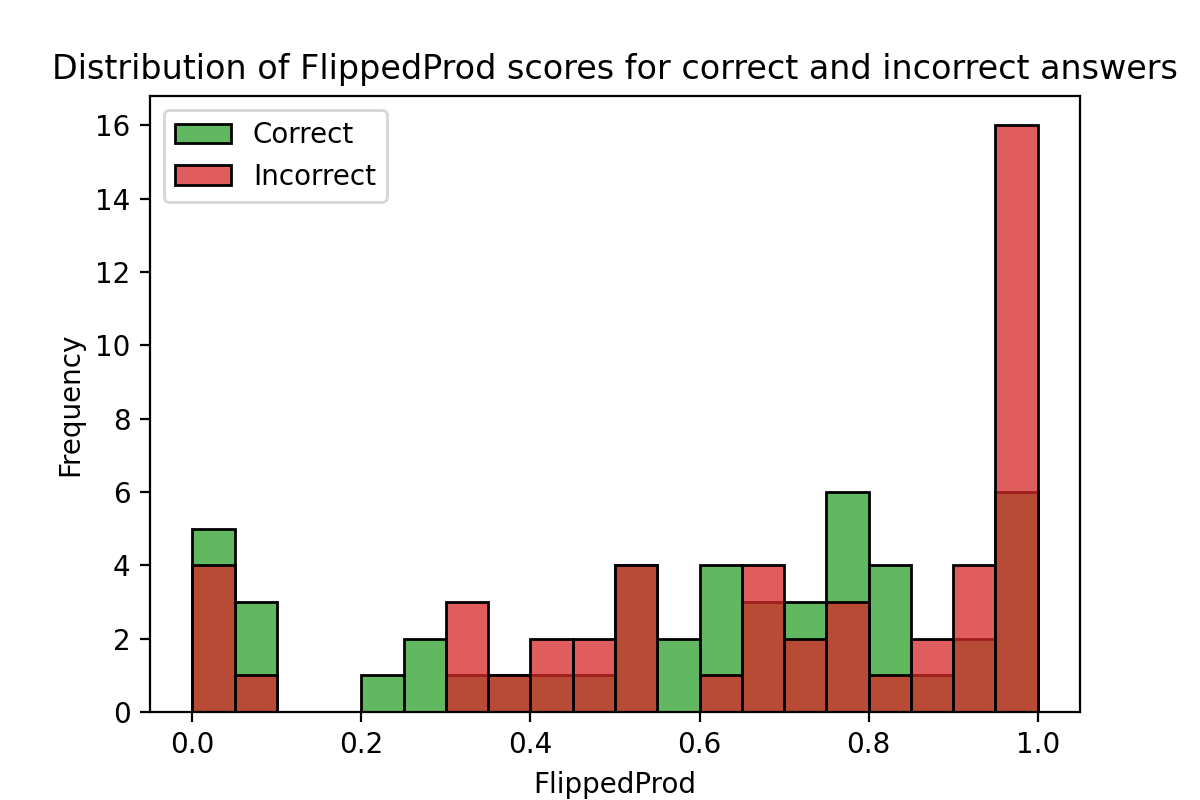 Distribution of FlippedProd scores for correct and incorrect answers
Correct
Incorrect
16
14
12
10
8
6
4
2
0
Frequency
0.0 0.2 0.4 0.6 0.8 1.0
FlippedProd